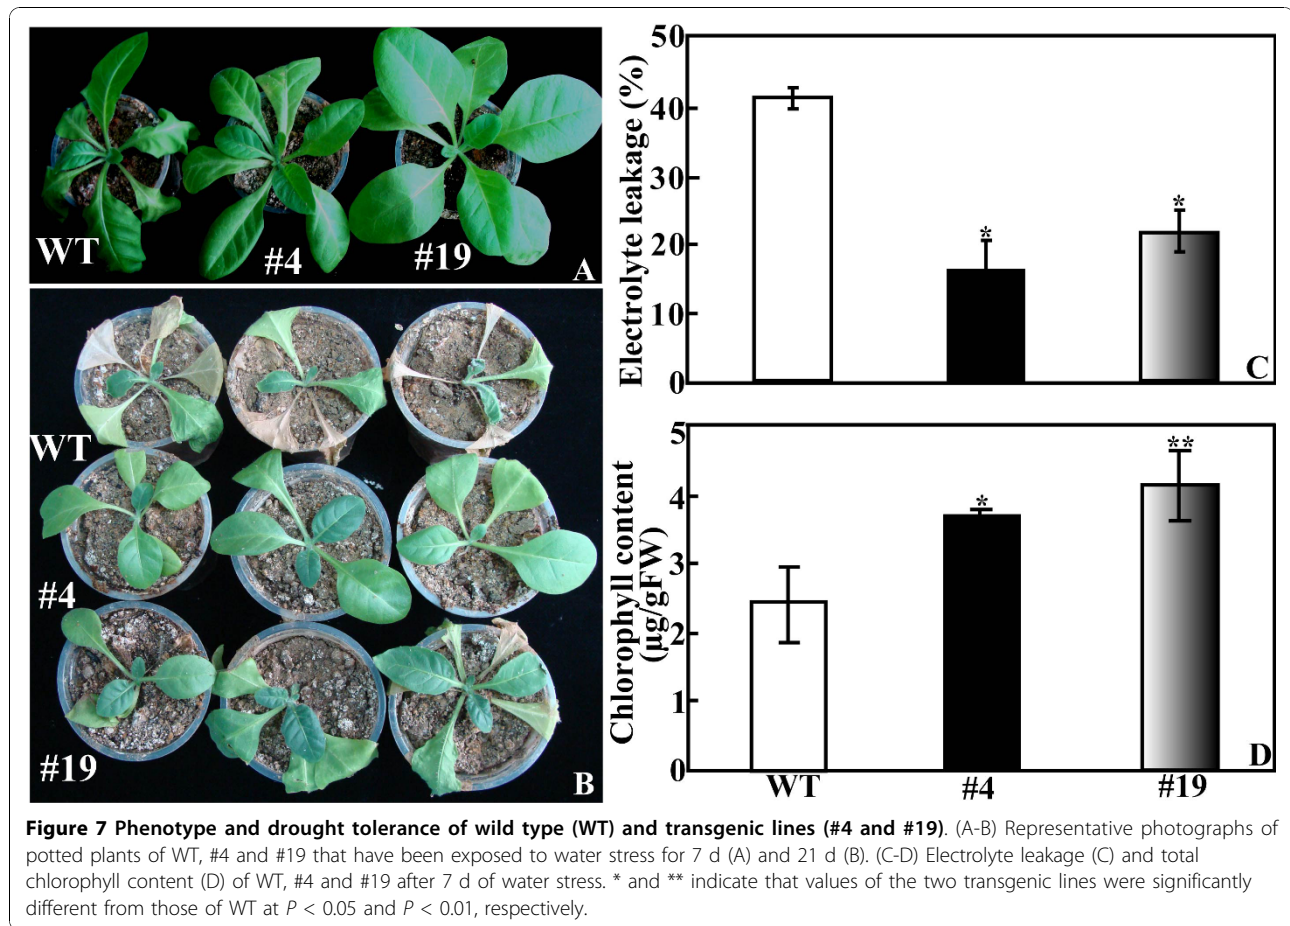 WT
#4
#19
A
WT
#4
#19
B
Electrolyte leakage (%)
50
40
30
20
10
0
*
*
C
Chlorophyll content
(µg/gFW)
5
4
3
2
1
0
*
**
D
WT #4 #19
Figure 7 Phenotype and drought tolerance of wild type (WT) and transgenic lines (#4 and #19). (A-B) Representative photographs of
potted plants of WT, #4 and #19 that have been exposed to water stress for 7 d (A) and 21 d (B). (C-D) Electrolyte leakage (C) and total
chlorophyll content (D) of WT, #4 and #19 after 7 d of water stress. * and ** indicate that values of the two transgenic lines were significantly
different from those of WT at P < 0.05 and P < 0.01, respectively.